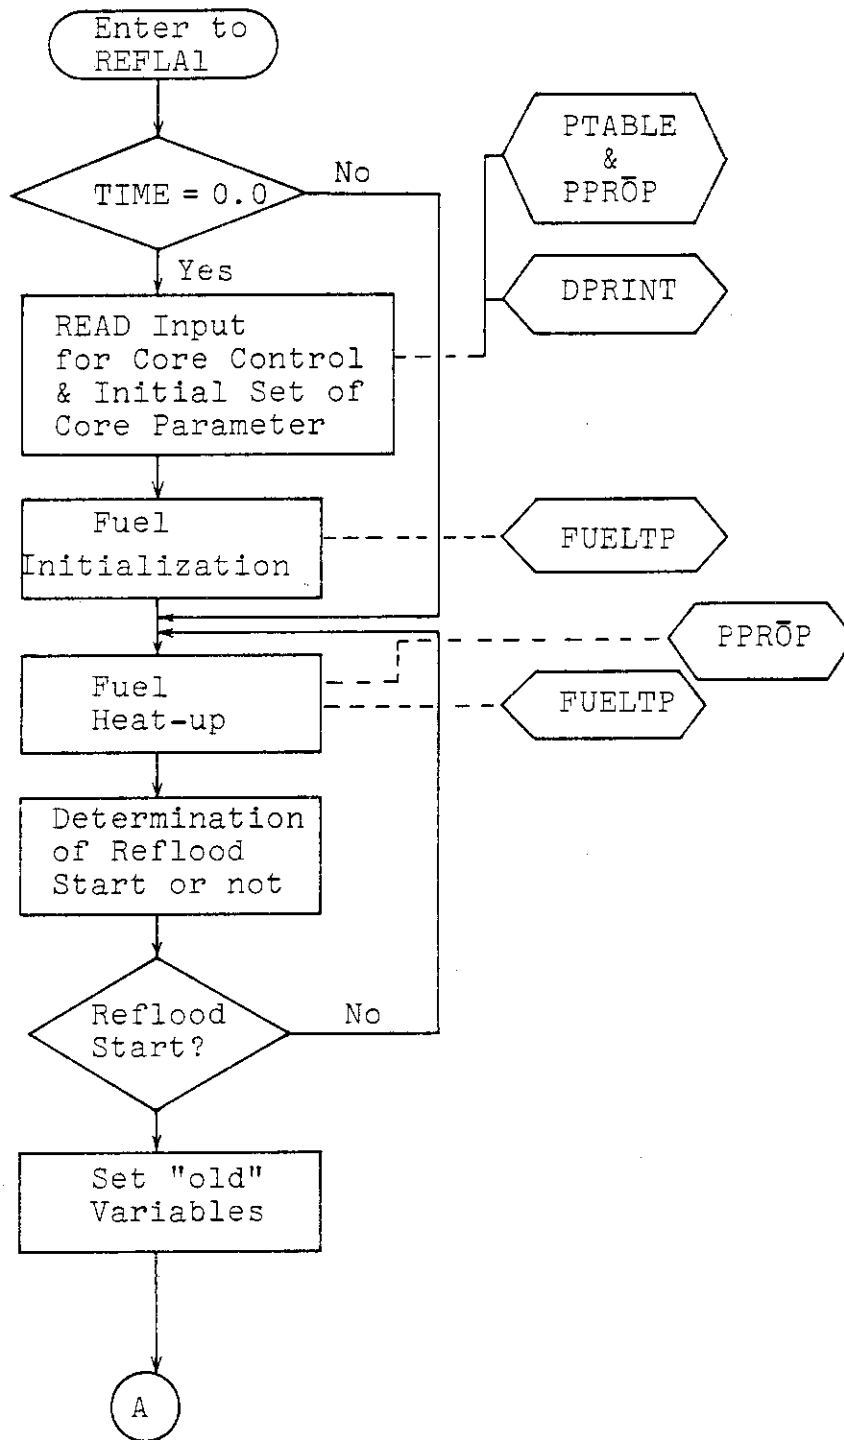 Enter to
REFLA1
TIME = 0.0
No
Yes
PTABLE
&
PPRŌP
DPRINT
READ Input
for Core Control
& Initial Set of
Core Parameter
Fuel
Initialization
FUELTP
PPRŌP
Fuel
Heat-up
FUELTP
Determination
of Reflood
Start or not
Reflood
Start?
No
Set "old"
Variables
A